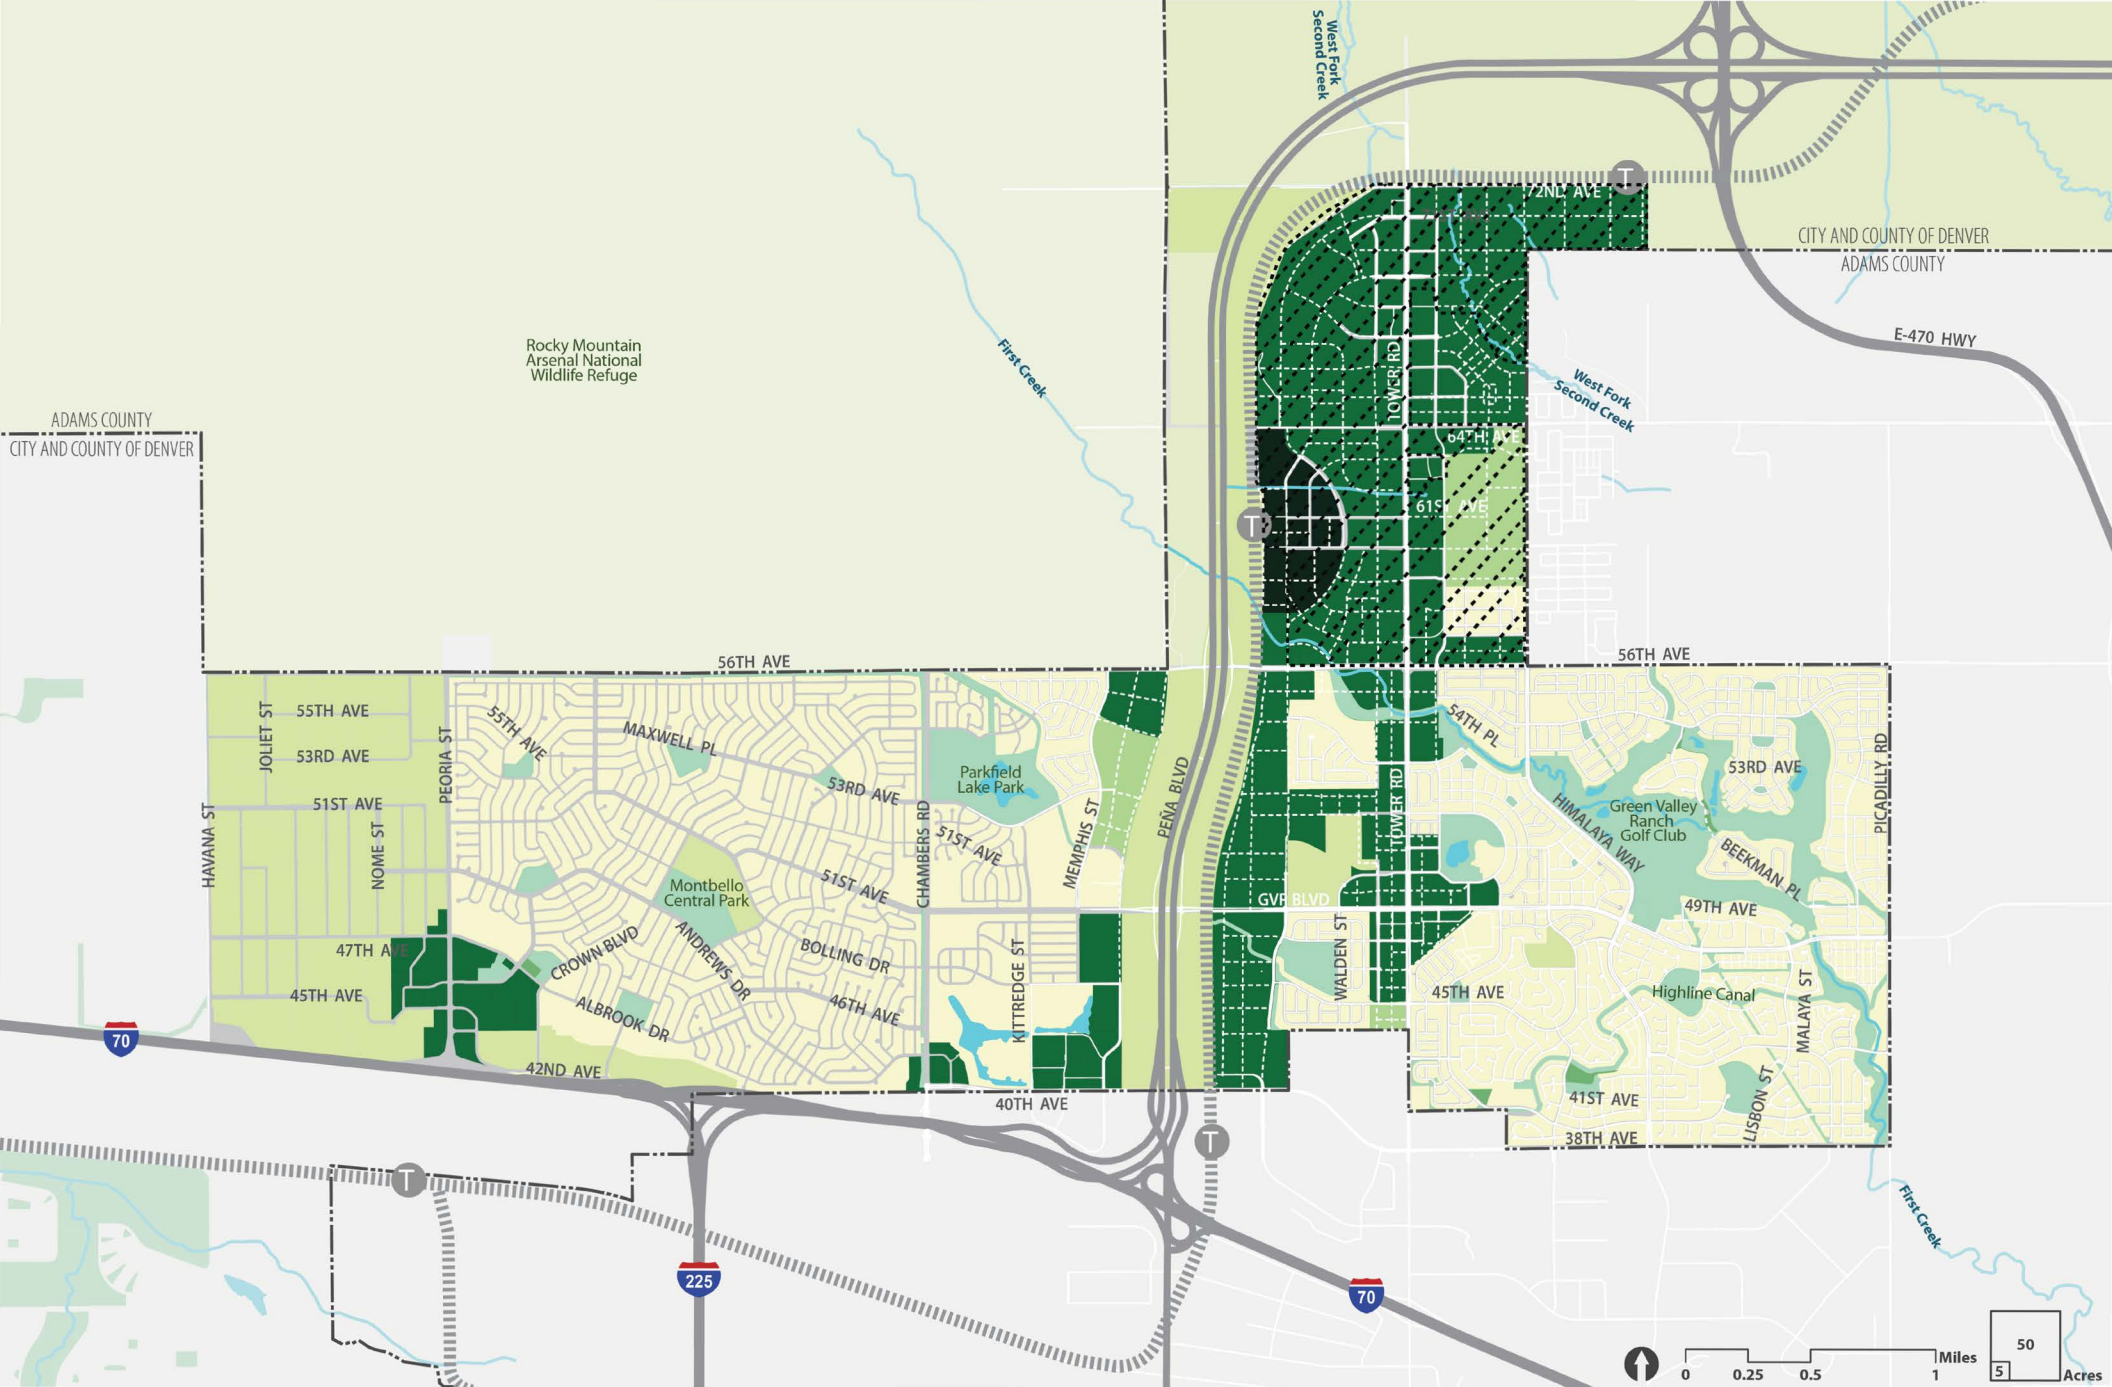 West Fork
Second Creek
T
72ND AVE
CITY AND COUNTY OF DENVER
ADAMS COUNTY
E-470 HWY
Rocky Mountain
Arsenal National
Wildlife Refuge
First Creek
TOWER RD
West Fork
Second Creek
ADAMS COUNTY
CITY AND COUNTY OF DENVER
64TH AVE
61ST AVE
T
56TH AVE
56TH AVE
JOLIET ST
55TH AVE
53RD AVE
51ST AVE
PEORIA ST
HAVANA ST
NOME ST
55TH AVE
MAXWELL PL
53RD AVE
Parkfield
Lake Park
51ST AVE
CHAMBERS RD
MEMPHIS ST
PEÑA BLVD
54TH PL
TOWER RD
53RD AVE
PICADILLY RD
Green Valley
Ranch
Golf Club
HIMALAYA WAY
BEEKMAN PL
51ST AVE
Montbello
Central Park
GVR BLVD
49TH AVE
47TH AVE
CROWN BLVD
ANDREWS DR
BOLLING DR
KITTREDGE ST
WALDEN ST
45TH AVE
45TH AVE
Highline Canal
MALAYA ST
ALBROOK DR
46TH AVE
70
42ND AVE
40TH AVE
41ST AVE
LISBON ST
38TH AVE
T
T
First Creek
225
70
0
0.25
0.5
1
Miles
50
5
Acres